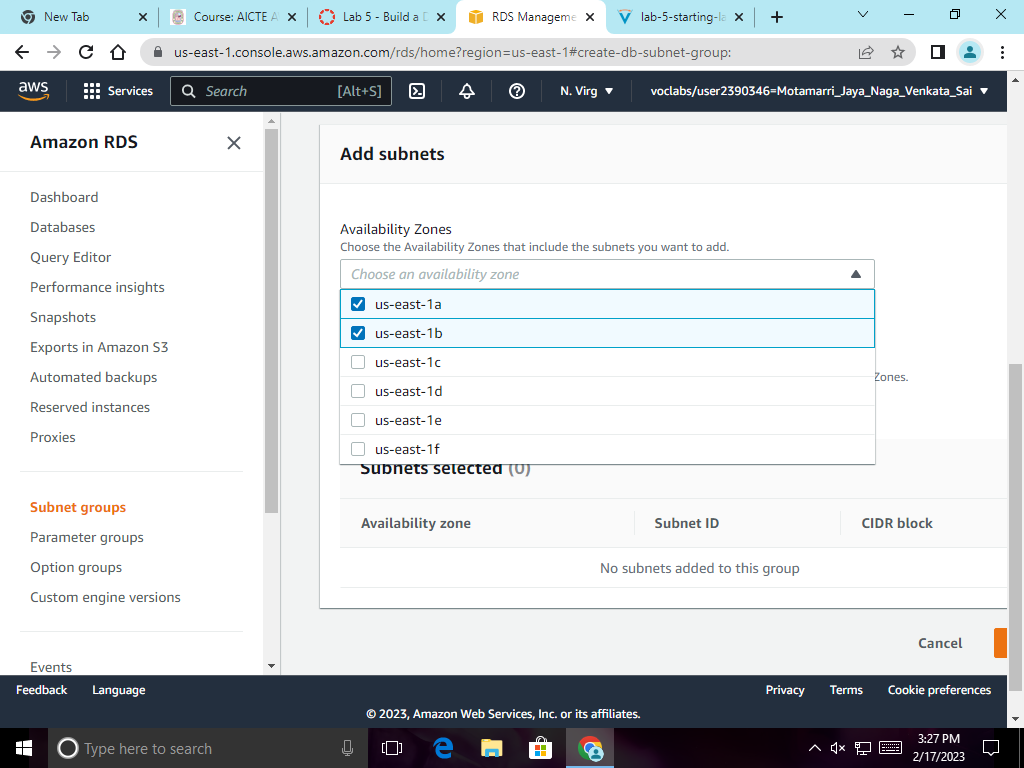 New Tab
Course: AICTE A
Lab 5 - Build a D
RDS Manageme
lab-5-starting-la
us-east-1.console.aws.amazon.com/rds/home?region=us-east-1#create-db-subnet-group:
aws
Services
Search
[Alt+S]
N. Virg
voclabs/user2390346=Motamarri_Jaya_Naga_Venkata_Sai
Amazon RDS
Dashboard
Databases
Query Editor
Performance insights
Snapshots
Exports in Amazon S3
Automated backups
Reserved instances
Proxies
Subnet groups
Parameter groups
Option groups
Custom engine versions
Events
Add subnets
Availability Zones
Choose the Availability Zones that include the subnets you want to add.
Choose an availability zone
us-east-1a
us-east-1b
us-east-1c
us-east-1d
us-east-1e
us-east-1f
Zones.
Subnets selected (0)
Availability zone
Subnet ID
CIDR block
No subnets added to this group
Cancel
Feedback
Language
Privacy
Terms
Cookie preferences
© 2023, Amazon Web Services, Inc. or its affiliates.
Type here to search
3:27 PM
2/17/2023